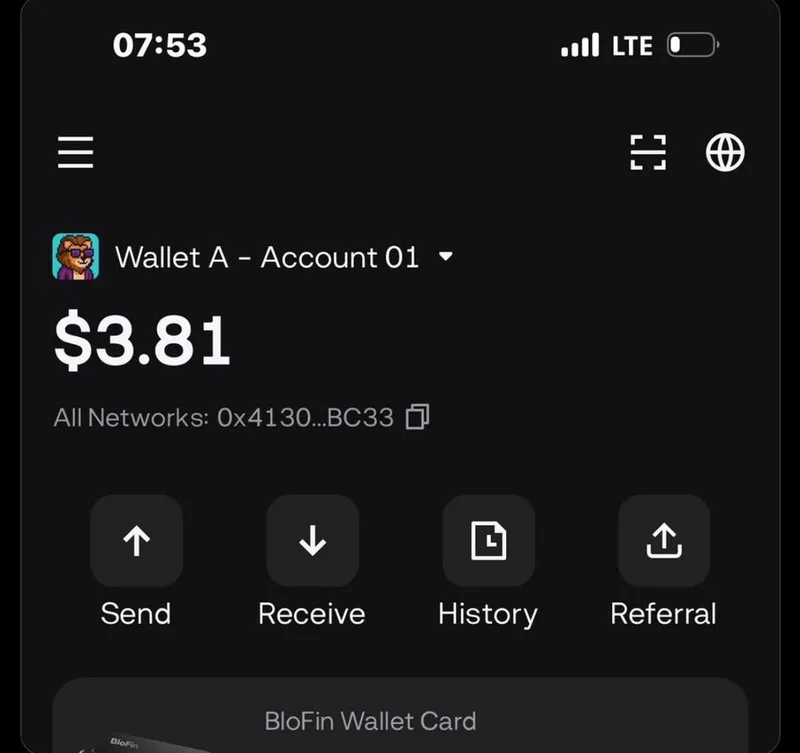 07:53 LTE
Wallet A - Account 01
$3.81
All Networks: 0x4130...BC33
Send Receive History Referral
BloFin Wallet Card
BloFin